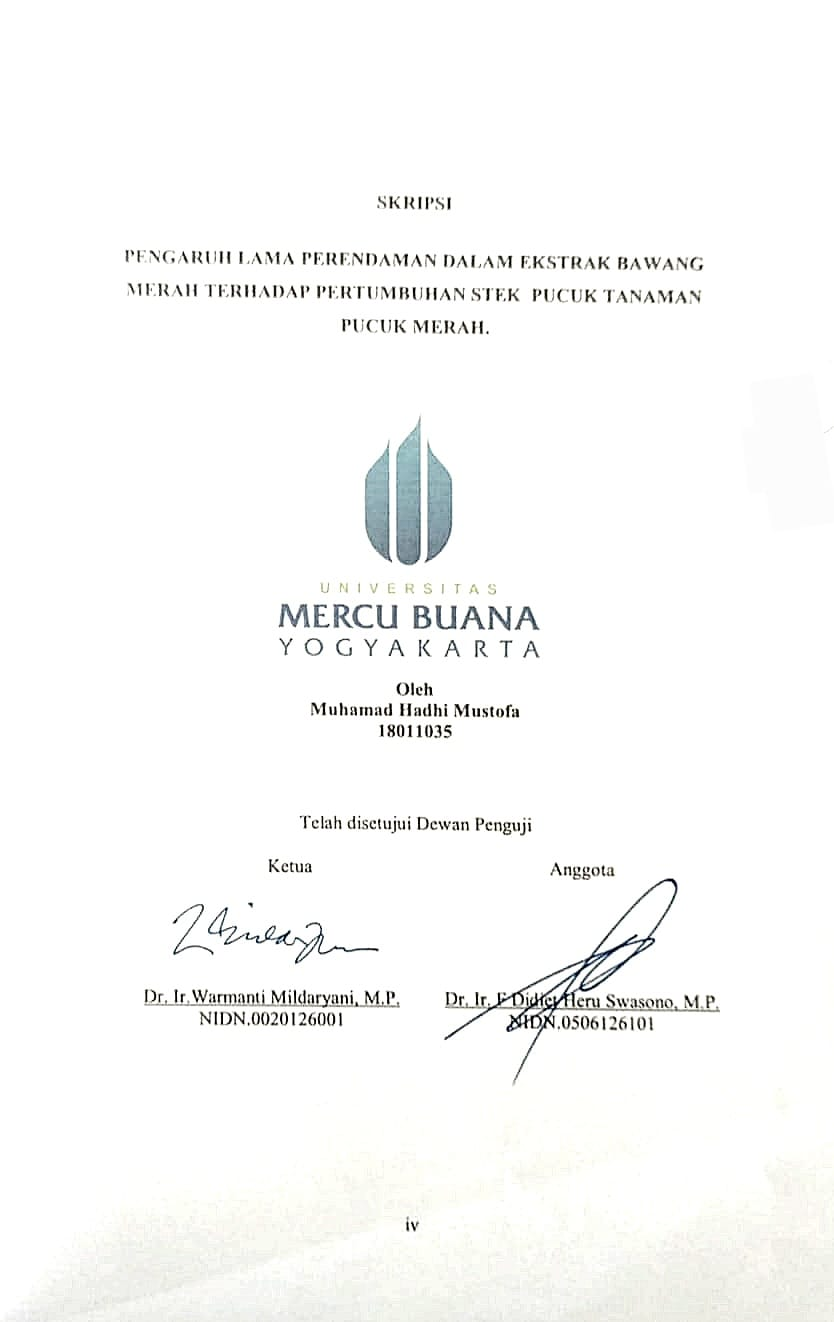 SKRIPSI
PENGARUH LAMA PERENDAMAN DALAM EKSTRAK BAWANG
MERAH TERHADAP PERTUMBUHAN STEK PUCUK TANAMAN
PUCUK MERAH.
UNIVERSITAS
MERCU BUANA
YOGYAKARTA
Oleh
Muhamad Hadhi Mustofa
18011035
Telah disetujui Dewan Penguji
Ketua Anggota
Dr. Ir.Warmanti Mildaryani, M.P. Dr. Ir. F Didiet Heru Swasono, M.P.
NIDN.0020126001 NIDN.0506126101
iv